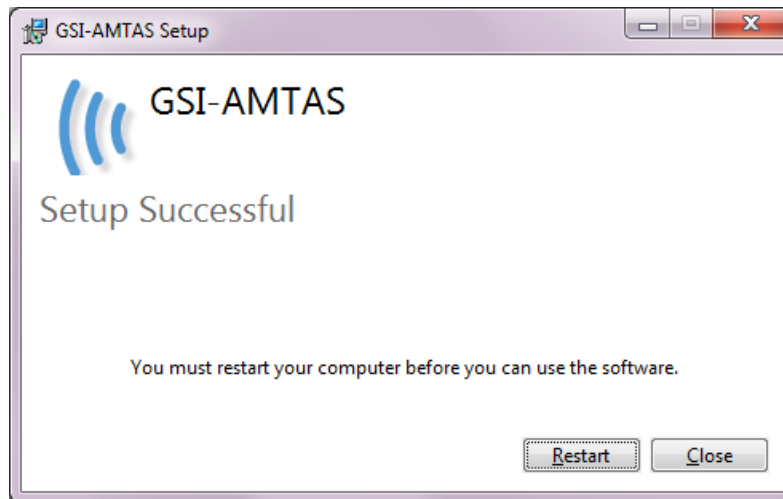 GSI-AMTAS Setup
GSI-AMTAS
Setup Successful
You must restart your computer before you can use the software.
Restart
Close